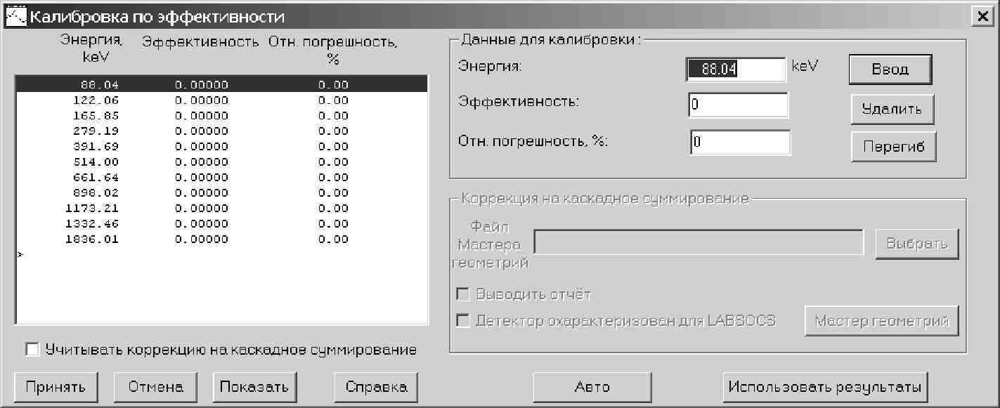 Калибровка по эффективности
Энергия, keV Эффективность Отн. погрешность, %
88.04 0.00000 0.00
122.06 0.00000 0.00
165.85 0.00000 0.00
279.19 0.00000 0.00
391.69 0.00000 0.00
514.00 0.00000 0.00
661.64 0.00000 0.00
898.02 0.00000 0.00
1173.21 0.00000 0.00
1332.46 0.00000 0.00
1836.01 0.00000 0.00
>
Учитывать коррекцию на каскадное суммирование
Данные для калибровки :
Энергия: 88.04 keV Ввод
Эффективность: 0 Удалить
Отн. погрешность, %: 0 Перегиб
Коррекция на каскадное суммирование
Файл
Мастера
геометрий
Выбрать
Выводить отчёт
Детектор охарактеризован для LABSOCS Мастер геометрий
Принять Отмена Показать Справка Авто Использовать результаты